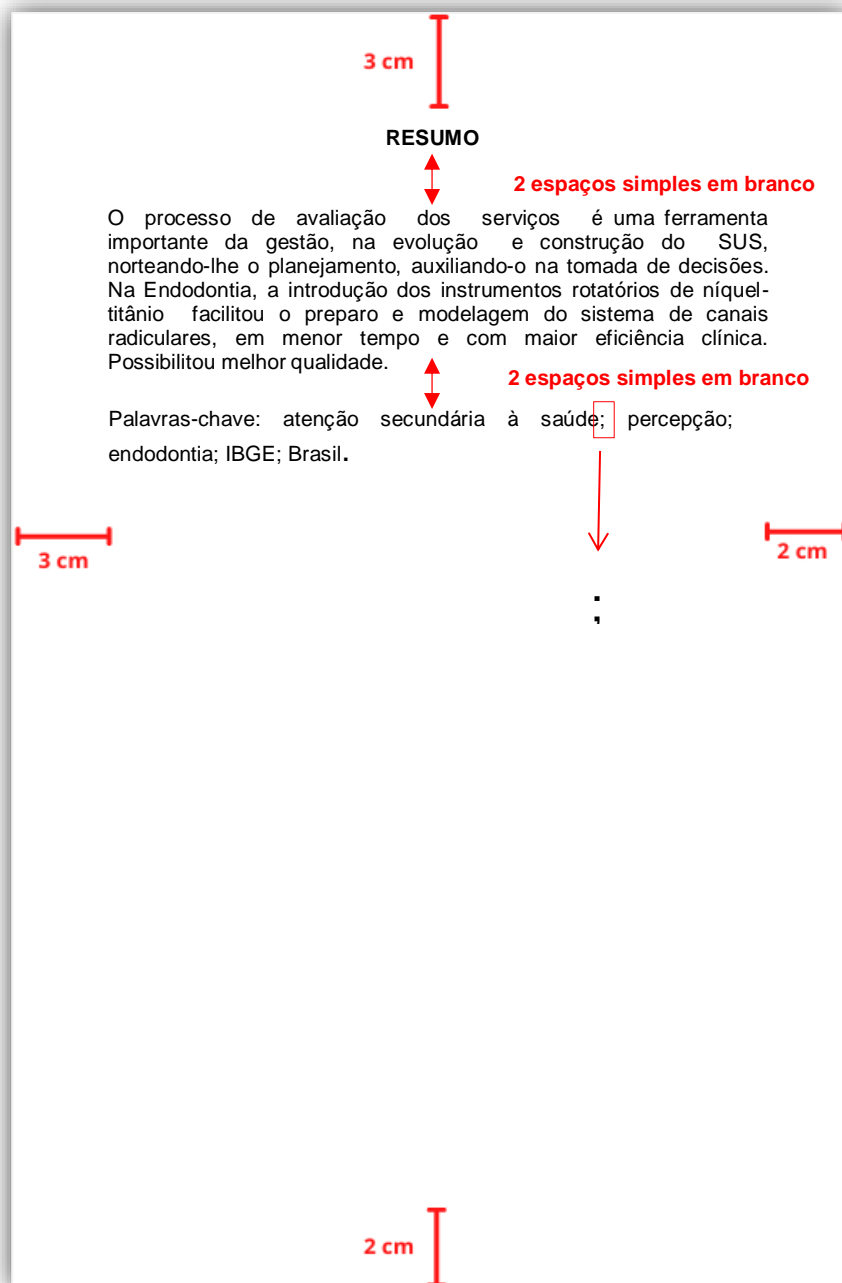 3 cm
RESUMO
2 espaços simples em branco
O processo de avaliação dos serviços é uma ferramenta
importante da gestão, na evolução e construção do SUS,
norteando-lhe o planejamento, auxiliando-o na tomada de decisões.
Na Endodontia, a introdução dos instrumentos rotatórios de níquel-
titânio facilitou o preparo e modelagem do sistema de canais
radiculares, em menor tempo e com maior eficiência clínica.
Possibilitou melhor qualidade.
2 espaços simples em branco
Palavras-chave: atenção secundária à saúde; percepção;
endodontia; IBGE; Brasil.
3 cm
2 cm
;
2 cm